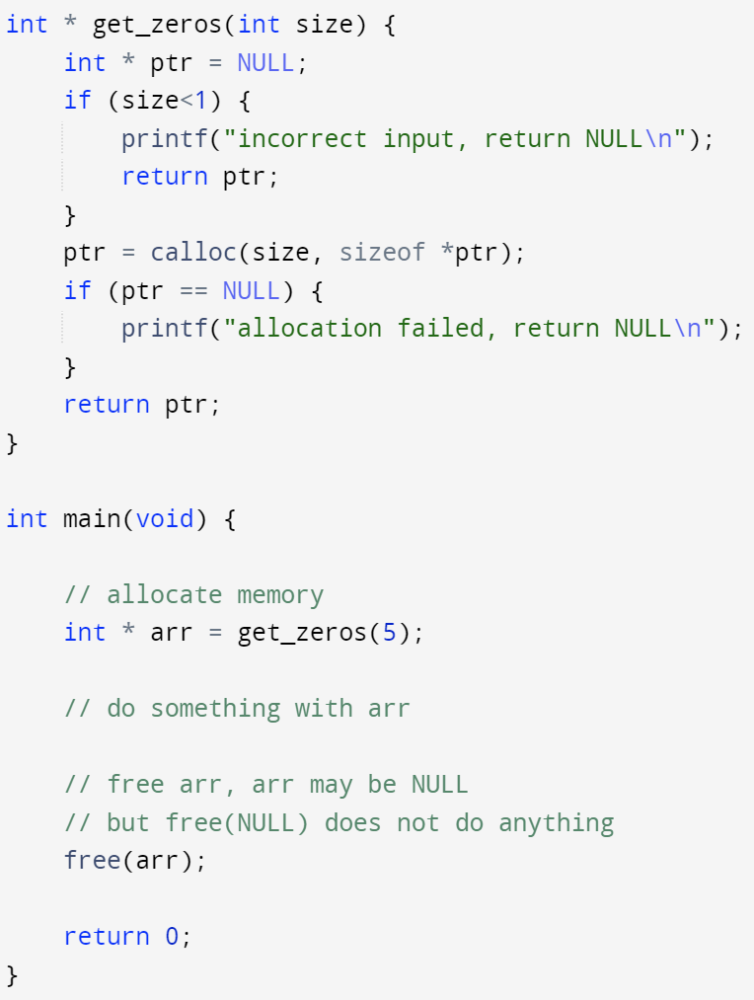 int * get_zeros(int size) {
    int * ptr = NULL;
    if (size<1) {
        printf("incorrect input, return NULL\n");
        return ptr;
    }
    ptr = calloc(size, sizeof *ptr);
    if (ptr == NULL) {
        printf("allocation failed, return NULL\n");
    }
    return ptr;
}

int main(void) {

    // allocate memory
    int * arr = get_zeros(5);

    // do something with arr

    // free arr, arr may be NULL
    // but free(NULL) does not do anything
    free(arr);

    return 0;
}